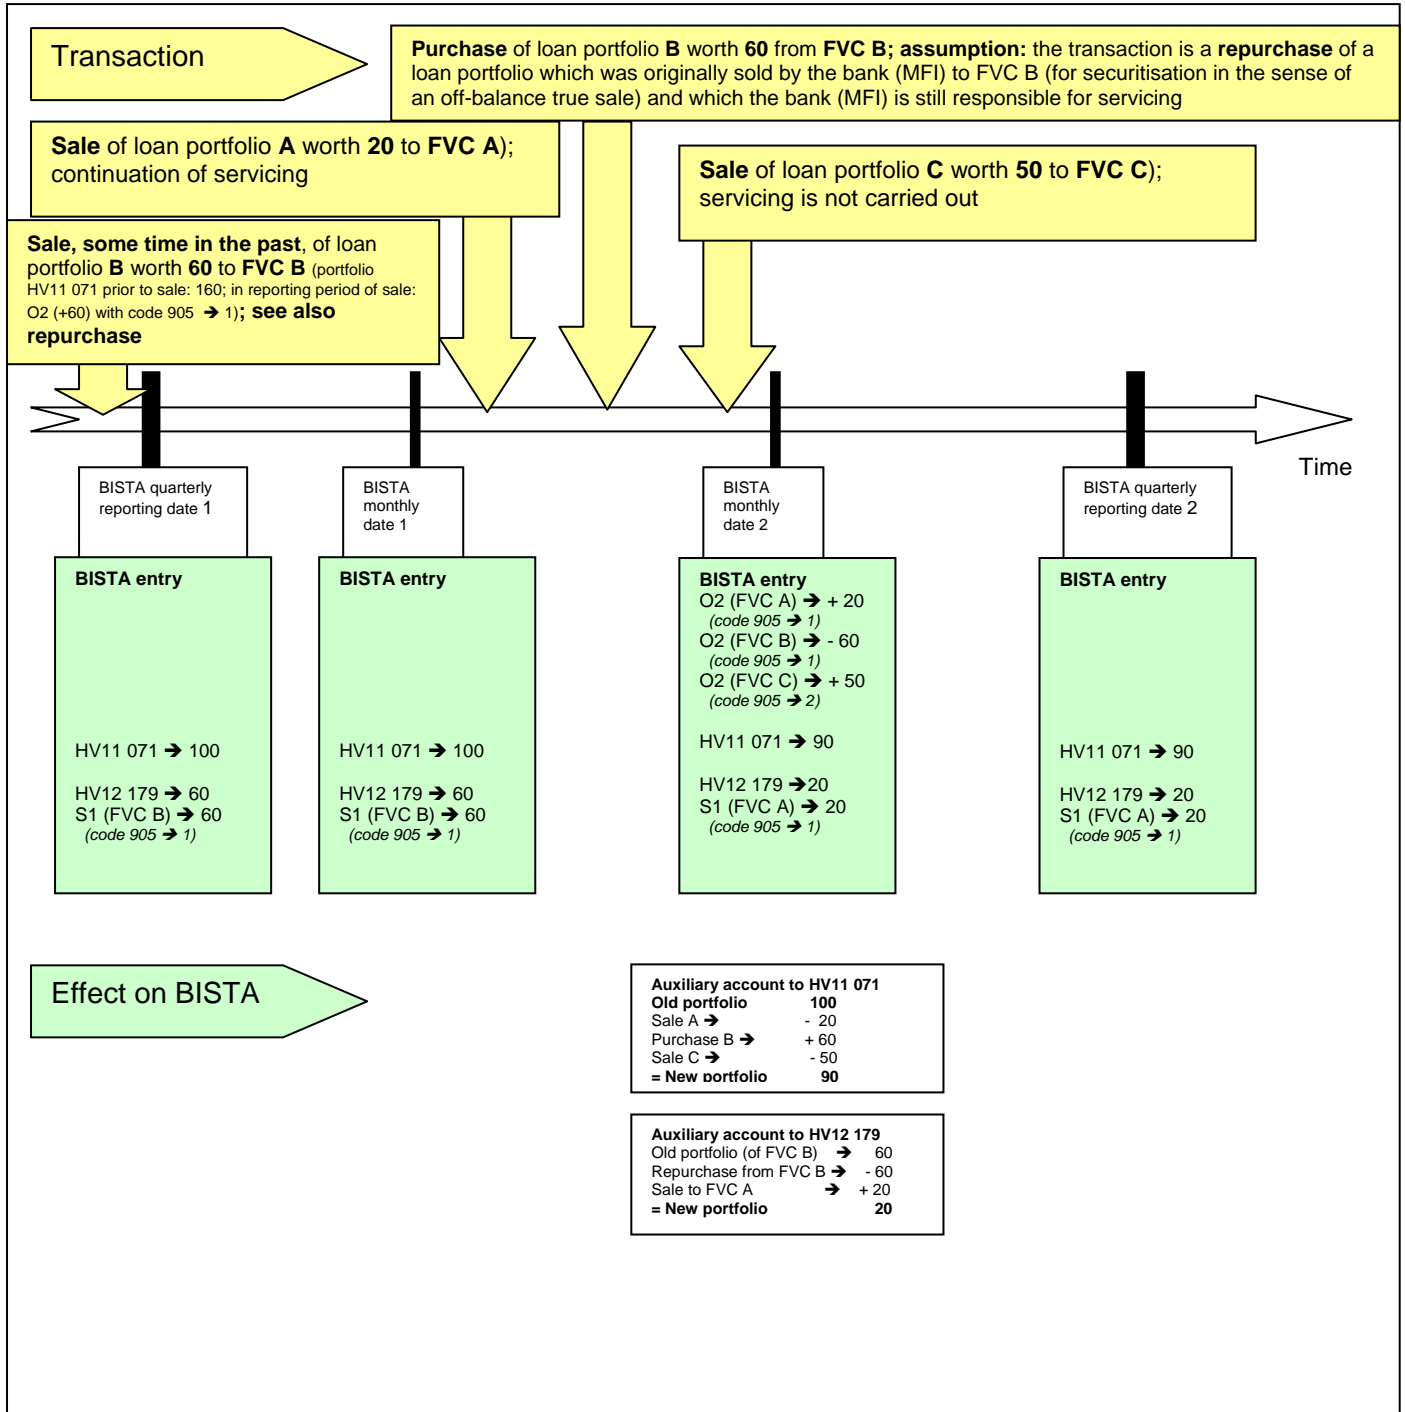 Transaction
Purchase of loan portfolio B worth 60 from FVC B; assumption: the transaction is a repurchase of a
loan portfolio which was originally sold by the bank (MFI) to FVC B (for securitisation in the sense of
an off-balance true sale) and which the bank (MFI) is still responsible for servicing
Sale of loan portfolio A worth 20 to FVC A);
continuation of servicing
Sale of loan portfolio C worth 50 to FVC C);
servicing is not carried out
Sale, some time in the past, of loan
portfolio B worth 60 to FVC B (portfolio
HV11 071 prior to sale: 160; in reporting period of sale:
O2 (+60) with code 905 ➔ 1); see also
repurchase
Time
BISTA quarterly
reporting date 1
BISTA
monthly
date 1
BISTA
monthly
date 2
BISTA quarterly
reporting date 2
BISTA entry
HV11 071 ➔ 100
HV12 179 ➔ 60
S1 (FVC B) ➔ 60
(code 905 ➔ 1)
BISTA entry
HV11 071 ➔ 100
HV12 179 ➔ 60
S1 (FVC B) ➔ 60
(code 905 ➔ 1)
BISTA entry
O2 (FVC A) ➔ + 20
(code 905 ➔ 1)
O2 (FVC B) ➔ - 60
(code 905 ➔ 1)
O2 (FVC C) ➔ + 50
(code 905 ➔ 2)
HV11 071 ➔ 90
HV12 179 ➔20
S1 (FVC A) ➔ 20
(code 905 ➔ 1)
BISTA entry
HV11 071 ➔ 90
HV12 179 ➔ 20
S1 (FVC A) ➔ 20
(code 905 ➔ 1)
Effect on BISTA
Auxiliary account to HV11 071
Old portfolio 100
Sale A ➔ - 20
Purchase B ➔ + 60
Sale C ➔ - 50
= New portfolio 90
Auxiliary account to HV12 179
Old portfolio (of FVC B) ➔ 60
Repurchase from FVC B ➔ - 60
Sale to FVC A ➔ + 20
= New portfolio 20